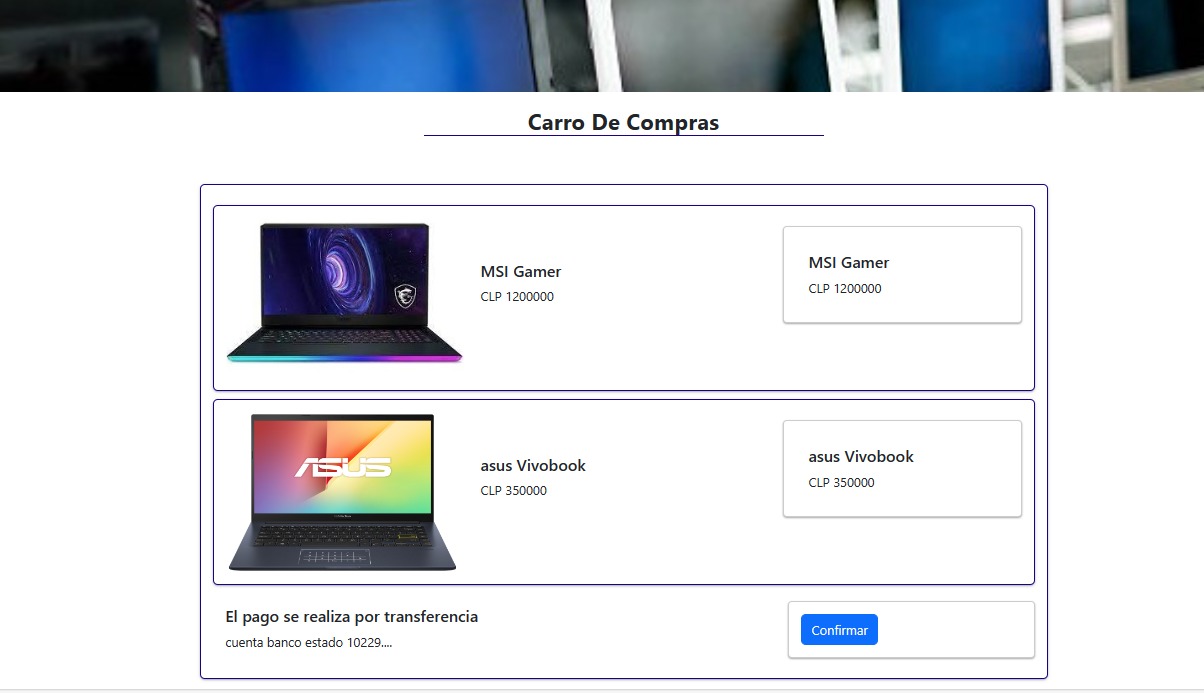 Carro De Compras
MSI Gamer
CLP 1200000
MSI Gamer
CLP 1200000
ASUS
asus Vivobook
CLP 350000
asus Vivobook
CLP 350000
El pago se realiza por transferencia
cuenta banco estado 10229....
Confirmar